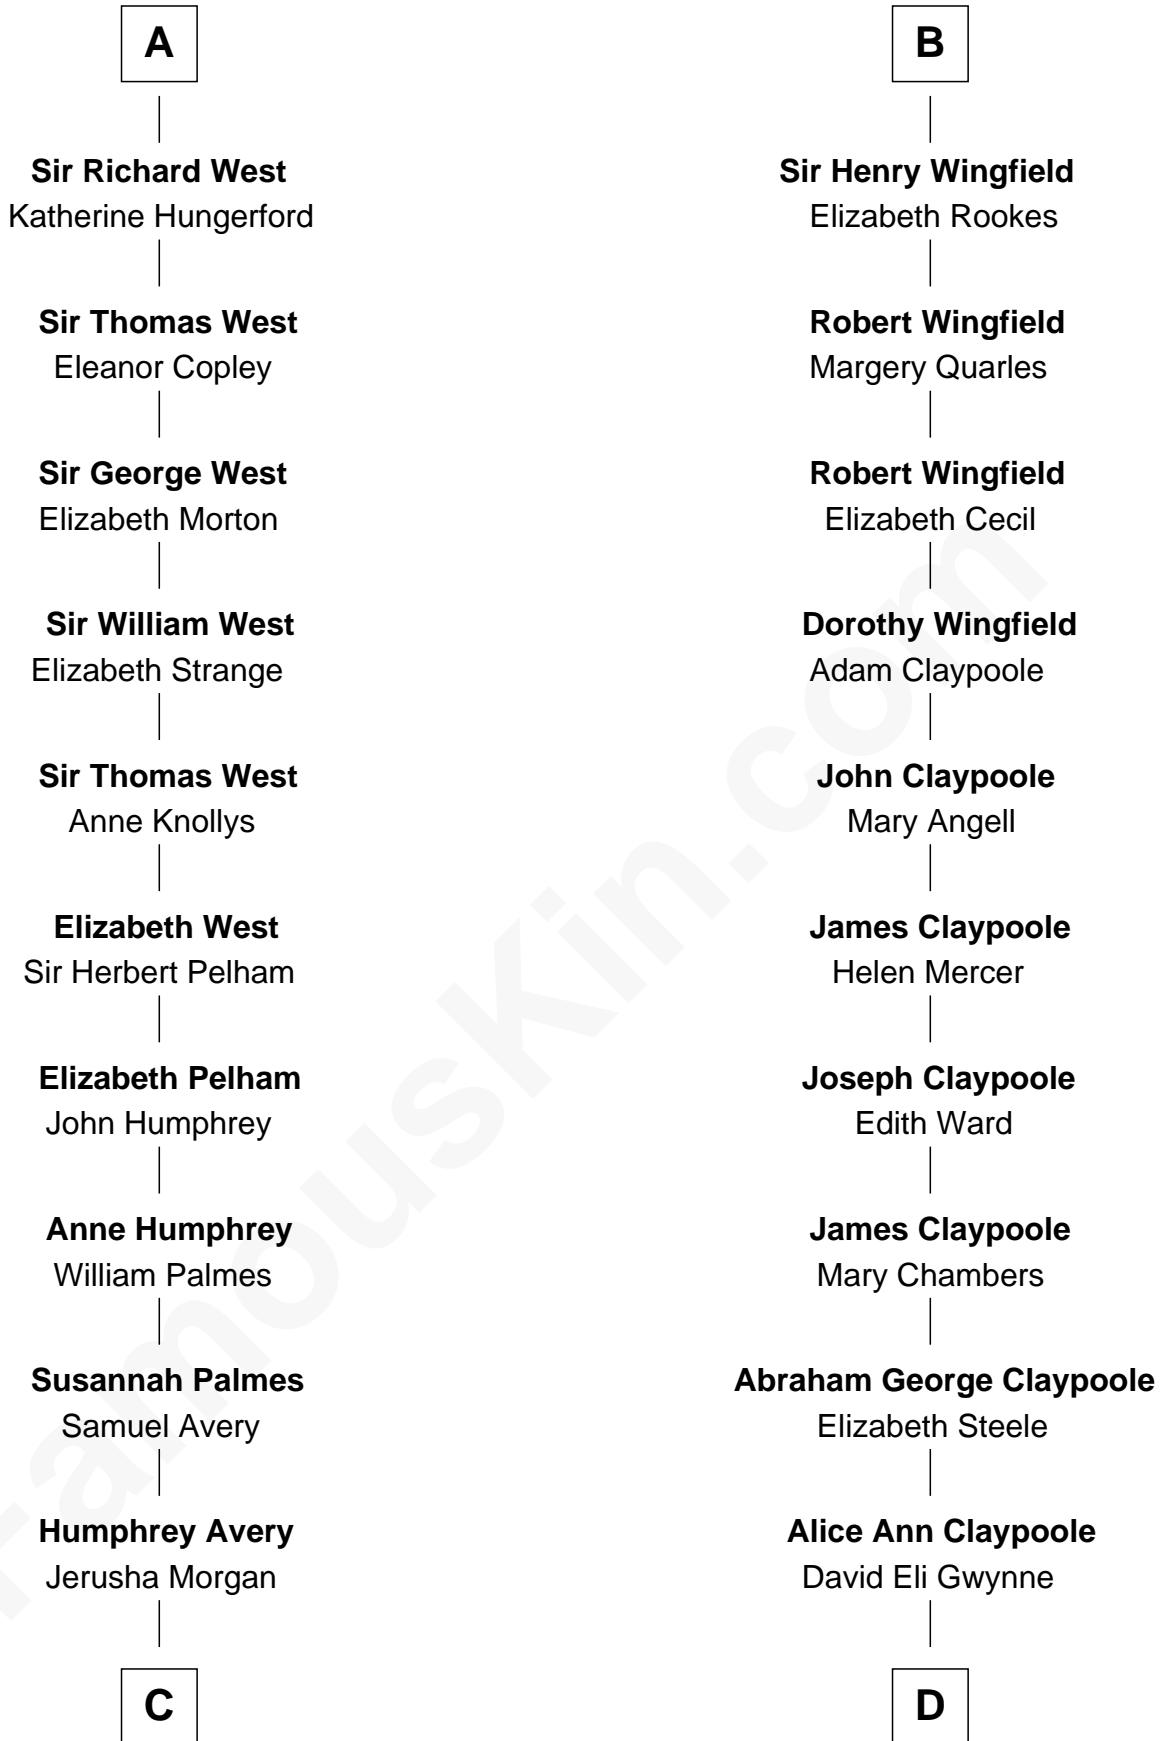 A
Sir Richard West
Katherine Hungerford
Sir Thomas West
Eleanor Copley
Sir George West
Elizabeth Morton
Sir William West
Elizabeth Strange
Sir Thomas West
Anne Knollys
Elizabeth West
Sir Herbert Pelham
Elizabeth Pelham
John Humphrey
Anne Humphrey
William Palmes
Susannah Palmes
Samuel Avery
Humphrey Avery
Jerusha Morgan
C
B
Sir Henry Wingfield
Elizabeth Rookes
Robert Wingfield
Margery Quarles
Robert Wingfield
Elizabeth Cecil
Dorothy Wingfield
Adam Claypoole
John Claypoole
Mary Angell
James Claypoole
Helen Mercer
Joseph Claypoole
Edith Ward
James Claypoole
Mary Chambers
Abraham George Claypoole
Elizabeth Steele
Alice Ann Claypoole
David Eli Gwynne
D
FamousKin.com